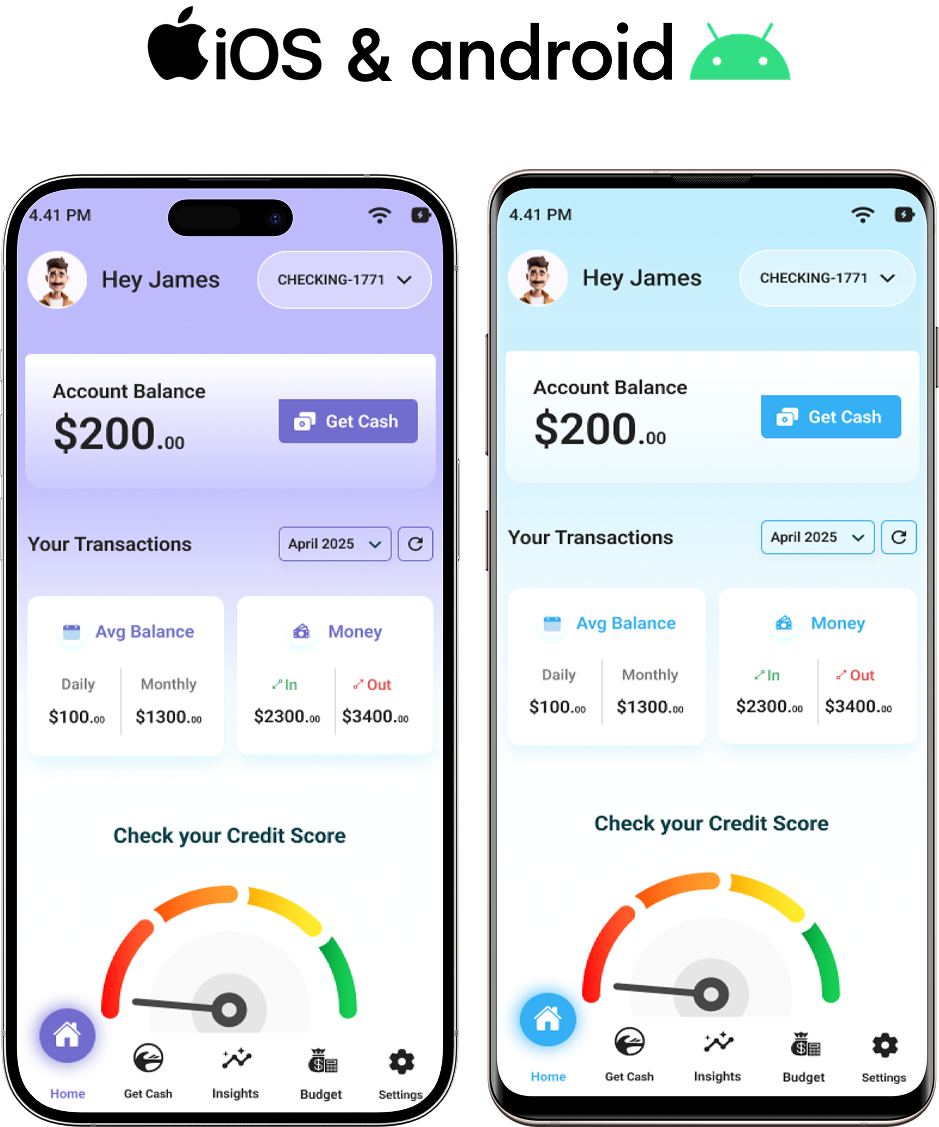 iOS & android
4.41 PM
Hey James
CHECKING-1771
Account Balance
$200.00
Get Cash
Your Transactions
April 2025
Avg Balance
Daily
Monthly
$100.00
$1300.00
Money
In
Out
$2300.00
$3400.00
Check your Credit Score
Home
Get Cash
Insights
Budget
Settings
4.41 PM
Hey James
CHECKING-1771
Account Balance
$200.00
Get Cash
Your Transactions
April 2025
Avg Balance
Daily
Monthly
$100.00
$1300.00
Money
In
Out
$2300.00
$3400.00
Check your Credit Score
Home
Get Cash
Insights
Budget
Settings